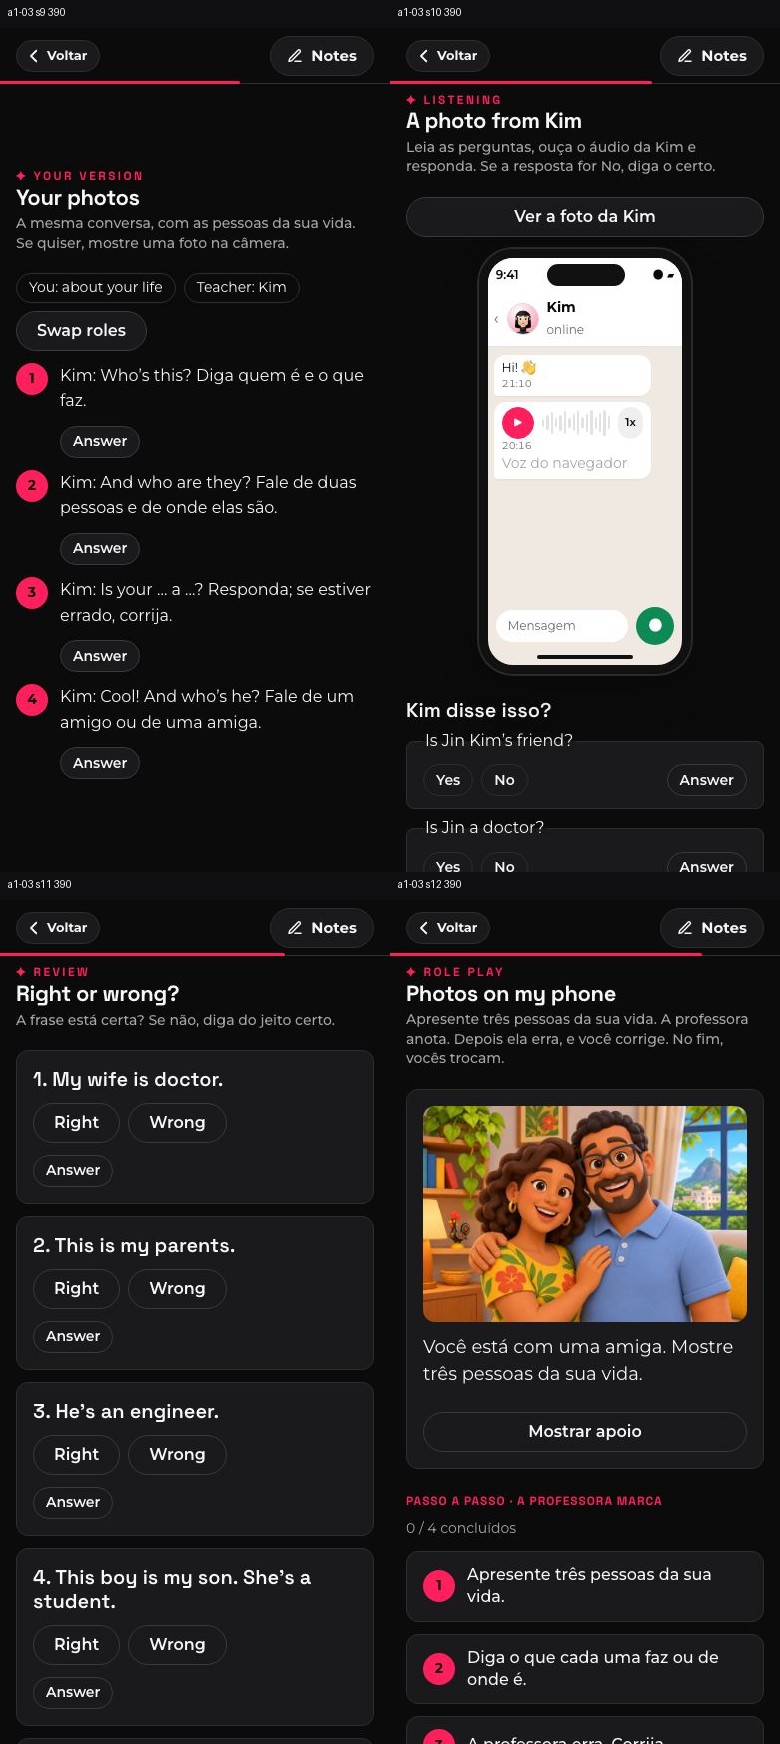 a1-03 s9 390
Voltar
Notes
YOUR VERSION
Your photos
A mesma conversa, com as pessoas da sua vida.
Se quiser, mostre uma foto na câmera.
You: about your life
Teacher: Kim
Swap roles
1
Kim: Who's this? Diga quem é e o que
faz.
Answer
2
Kim: And who are they? Fale de duas
pessoas e de onde elas são.
Answer
3
Kim: Is your ... a ...? Responda; se estiver
errado, corrija.
Answer
4
Kim: Cool! And who's he? Fale de um
amigo ou de uma amiga.
Answer
a1-03 s10 390
Voltar
Notes
LISTENING
A photo from Kim
Leia as perguntas, ouça o áudio da Kim e
responda. Se a resposta for No, diga o certo.
Ver a foto da Kim
9:41
Kim
online
Hi! 👋
21:10
1x
20:16
Voz do navegador
Mensagem
Kim disse isso?
Is Jin Kim's friend?
Yes
No
Answer
Is Jin a doctor?
Yes
No
Answer
a1-03 s11 390
Voltar
Notes
REVIEW
Right or wrong?
A frase está certa? Se não, diga do jeito certo.
1. My wife is doctor.
Right
Wrong
Answer
2. This is my parents.
Right
Wrong
Answer
3. He's an engineer.
Right
Wrong
Answer
4. This boy is my son. She's a
student.
Right
Wrong
Answer
a1-03 s12 390
Voltar
Notes
ROLE PLAY
Photos on my phone
Apresente três pessoas da sua vida. A professora
anota. Depois ela erra, e você corrige. No fim,
vocês trocam.
Você está com uma amiga. Mostre
três pessoas da sua vida.
Mostrar apoio
PASSO A PASSO · A PROFESSORA MARCA
0 / 4 concluídos
1
Apresente três pessoas da sua
vida.
2
Diga o que cada uma faz ou de
onde é.
3
A professora erra. Corrija.